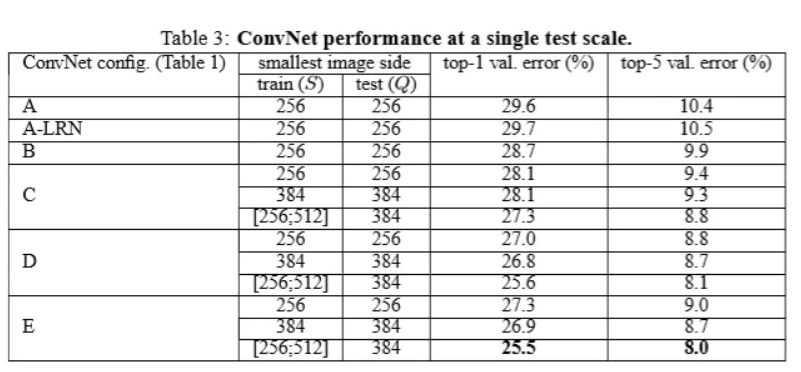 Table 3: ConvNet performance at a single test scale.
ConvNet config. (Table 1) smallest image side top-1 val. error (%) top-5 val. error (%)
train (S) test (Q)
A 256 256 29.6 10.4
A-LRN 256 256 29.7 10.5
B 256 256 28.7 9.9
C 256 256 28.1 9.4
384 384 28.1 9.3
[256;512] 384 27.3 8.8
D 256 256 27.0 8.8
384 384 26.8 8.7
[256;512] 384 25.6 8.1
E 256 256 27.3 9.0
384 384 26.9 8.7
[256;512] 384 25.5 8.0